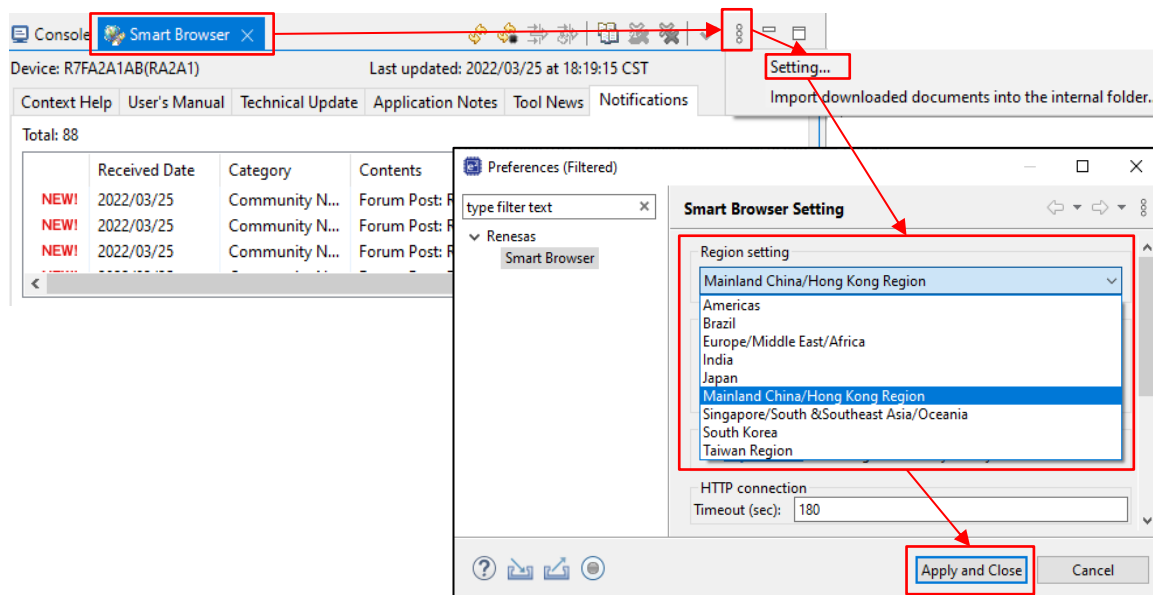 Console
Smart Browser
Device: R7FA2A1AB(RA2A1)
Last updated: 2022/03/25 at 18:19:15 CST
Setting...
Import downloaded documents into the internal folder..
Context Help
User's Manual
Technical Update
Application Notes
Tool News
Notifications
Total: 88
Received Date
Category
Contents
NEW!
2022/03/25
Community N...
Forum Post: R
NEW!
2022/03/25
Community N...
Forum Post: R
NEW!
2022/03/25
Community N...
Forum Post: R
Preferences (Filtered)
type filter text
Renesas
Smart Browser
Smart Browser Setting
Region setting
Mainland China/Hong Kong Region
Americas
Brazil
Europe/Middle East/Africa
India
Japan
Mainland China/Hong Kong Region
Singapore/South &Southeast Asia/Oceania
South Korea
Taiwan Region
HTTP connection
Timeout (sec):
180
Apply and Close
Cancel